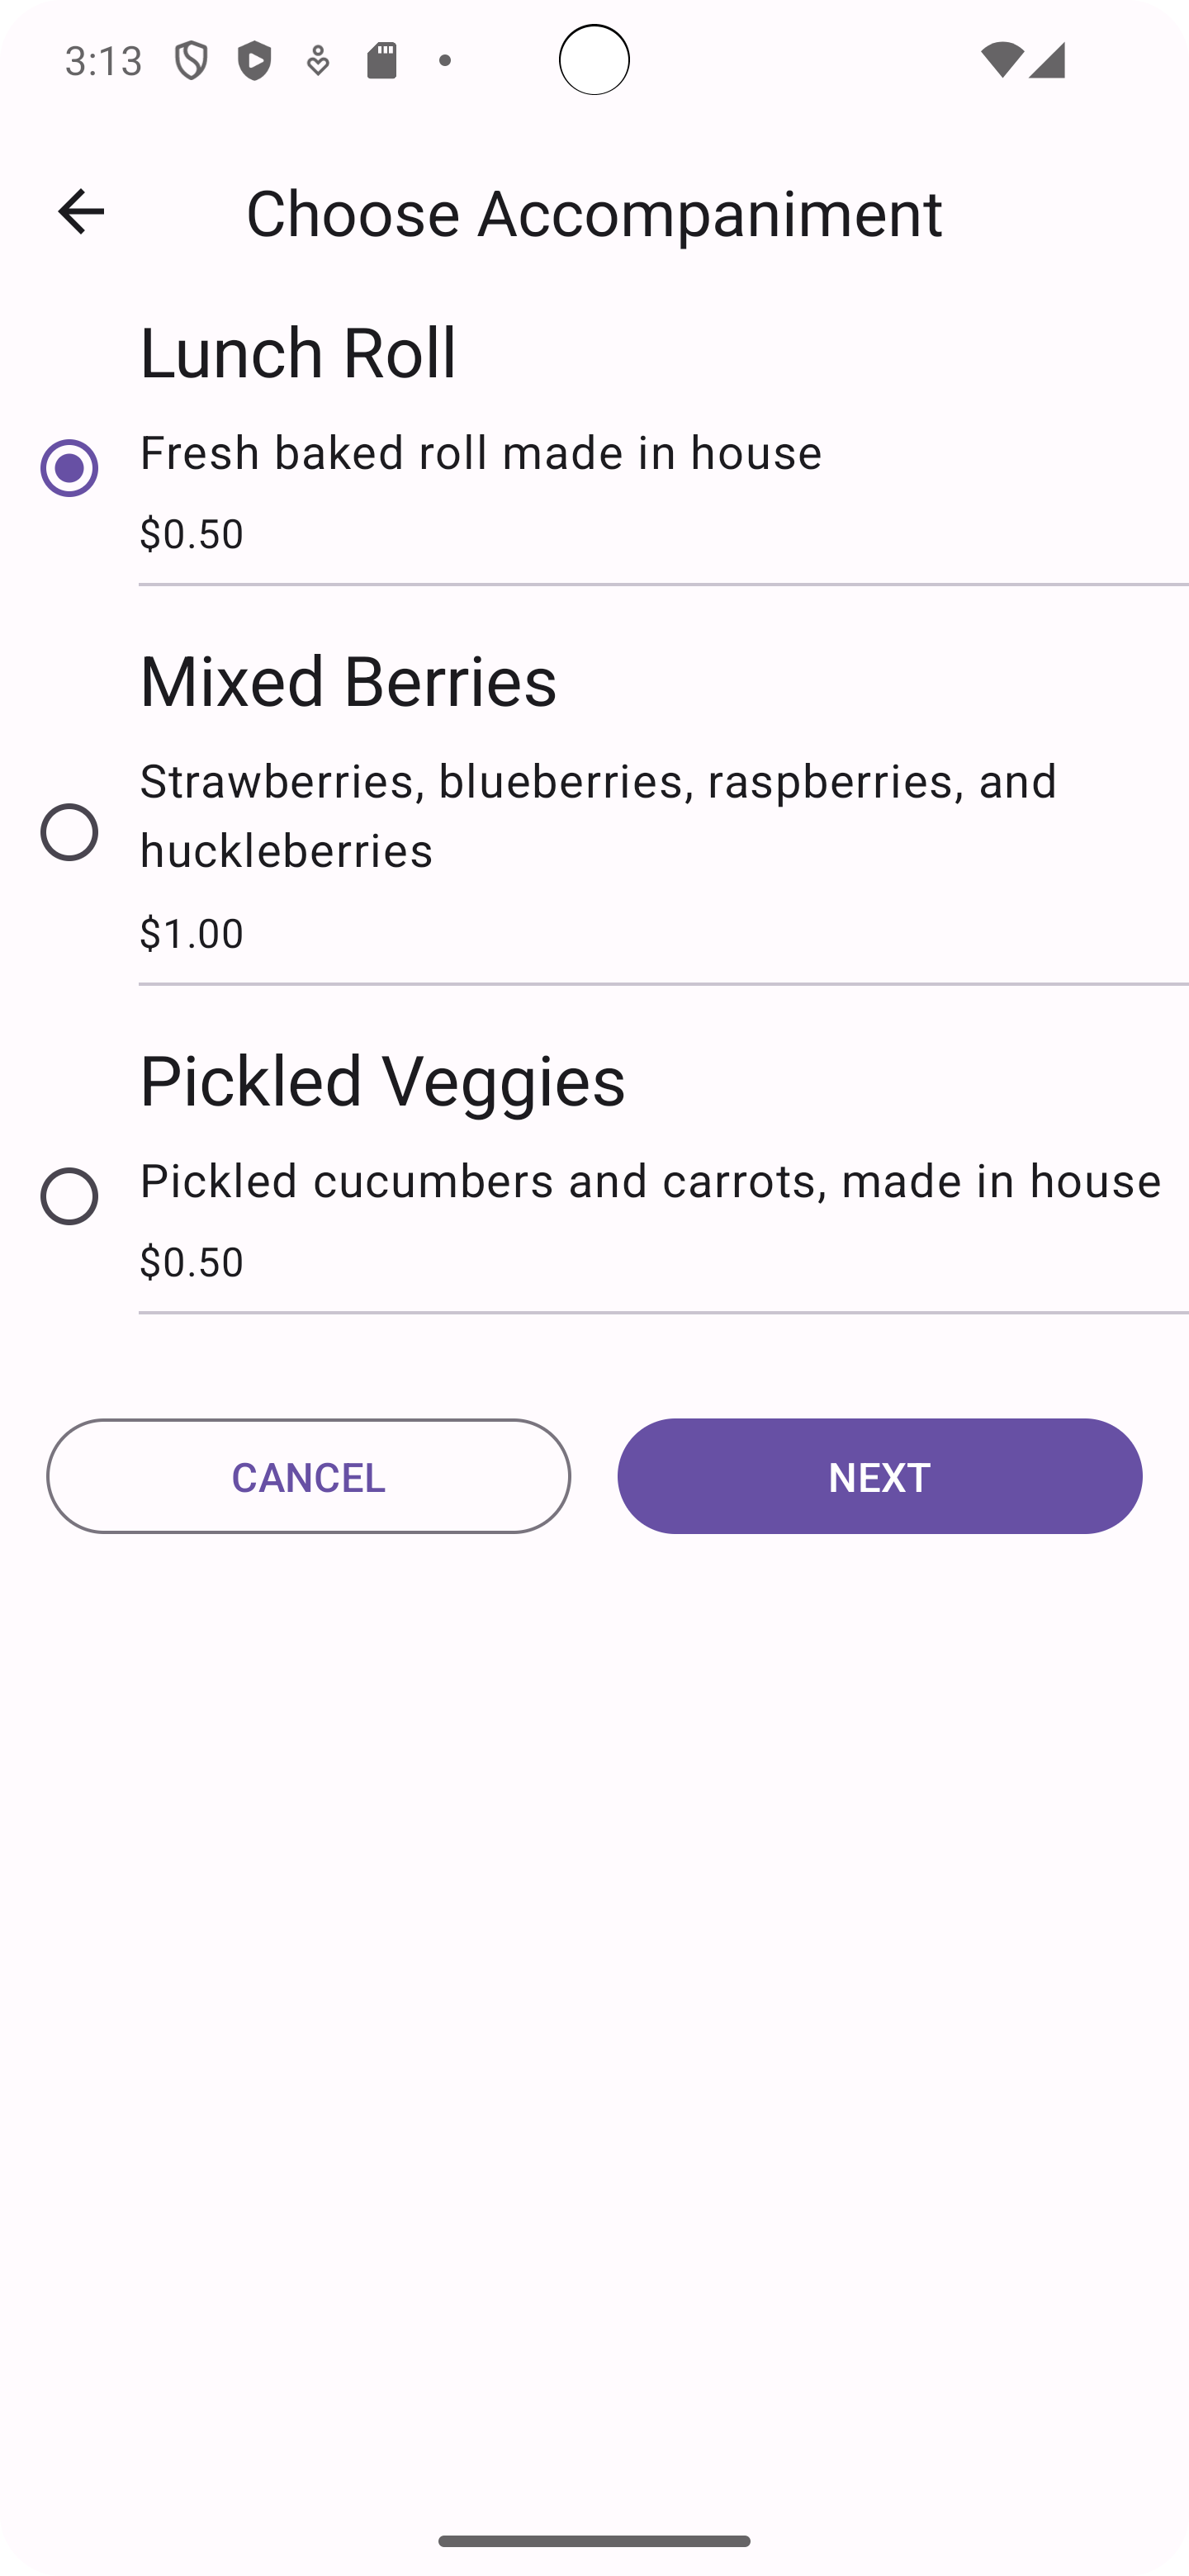 3:13
Choose Accompaniment
Lunch Roll
Fresh baked roll made in house
$0.50
Mixed Berries
Strawberries, blueberries, raspberries, and
huckleberries
$1.00
Pickled Veggies
Pickled cucumbers and carrots, made in house
$0.50
CANCEL NEXT